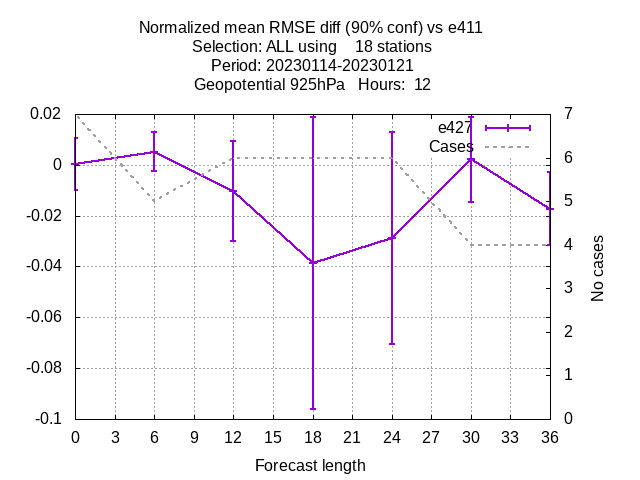 Normalized mean RMSE diff (90% conf) vs e411
Selection: ALL using    18 stations
Period: 20230114-20230121
Geopotential 925hPa   Hours:  12
0.02
0
-0.02
-0.04
-0.06
-0.08
-0.1
e427
Cases
7
6
5
4
3
2
1
0
No cases
0 3 6 9 12 15 18 21 24 27 30 33 36
Forecast length